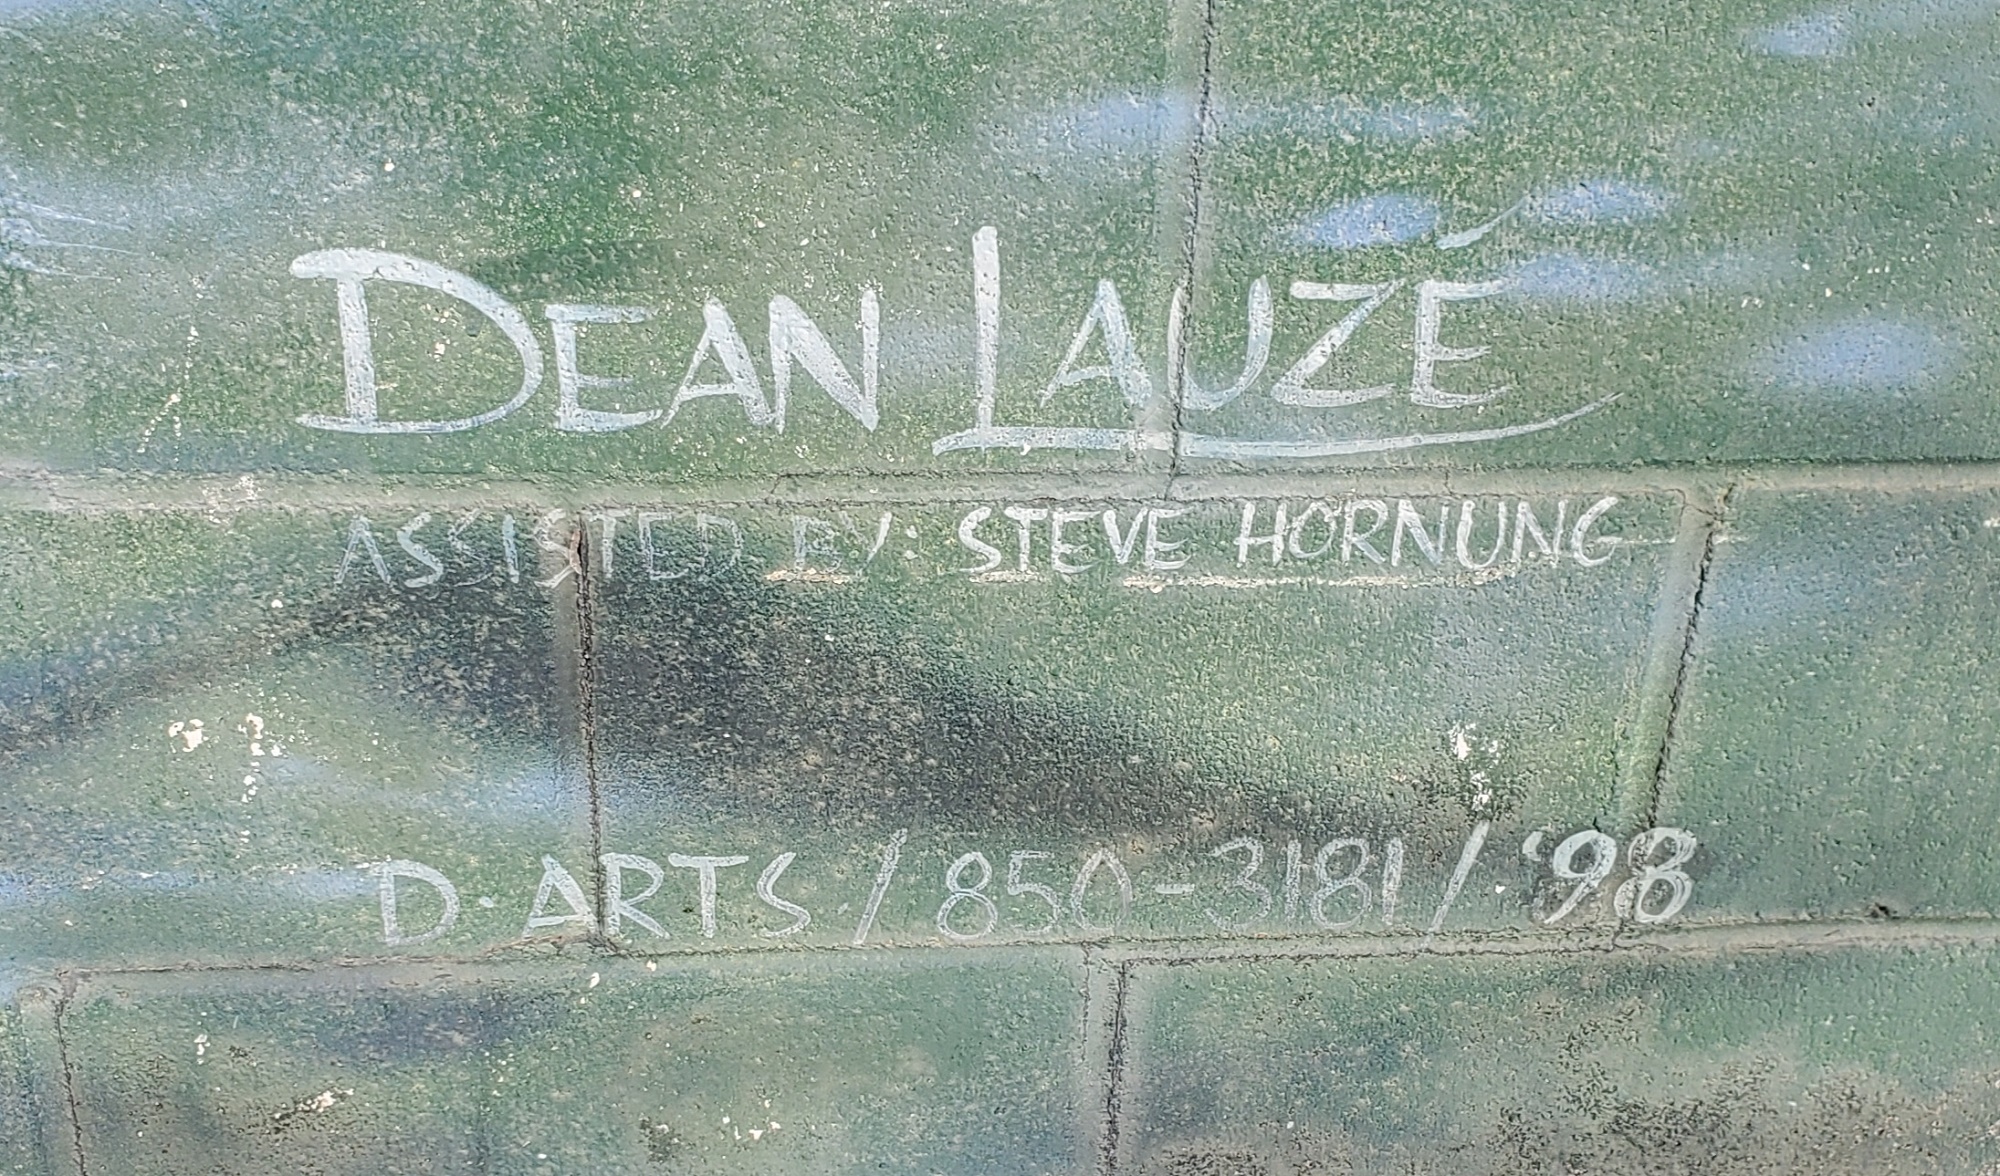 DEAN LAUZÉ
ASSISTED BY: STEVE HORNUNG
D·ARTS / 850-3181 / '98